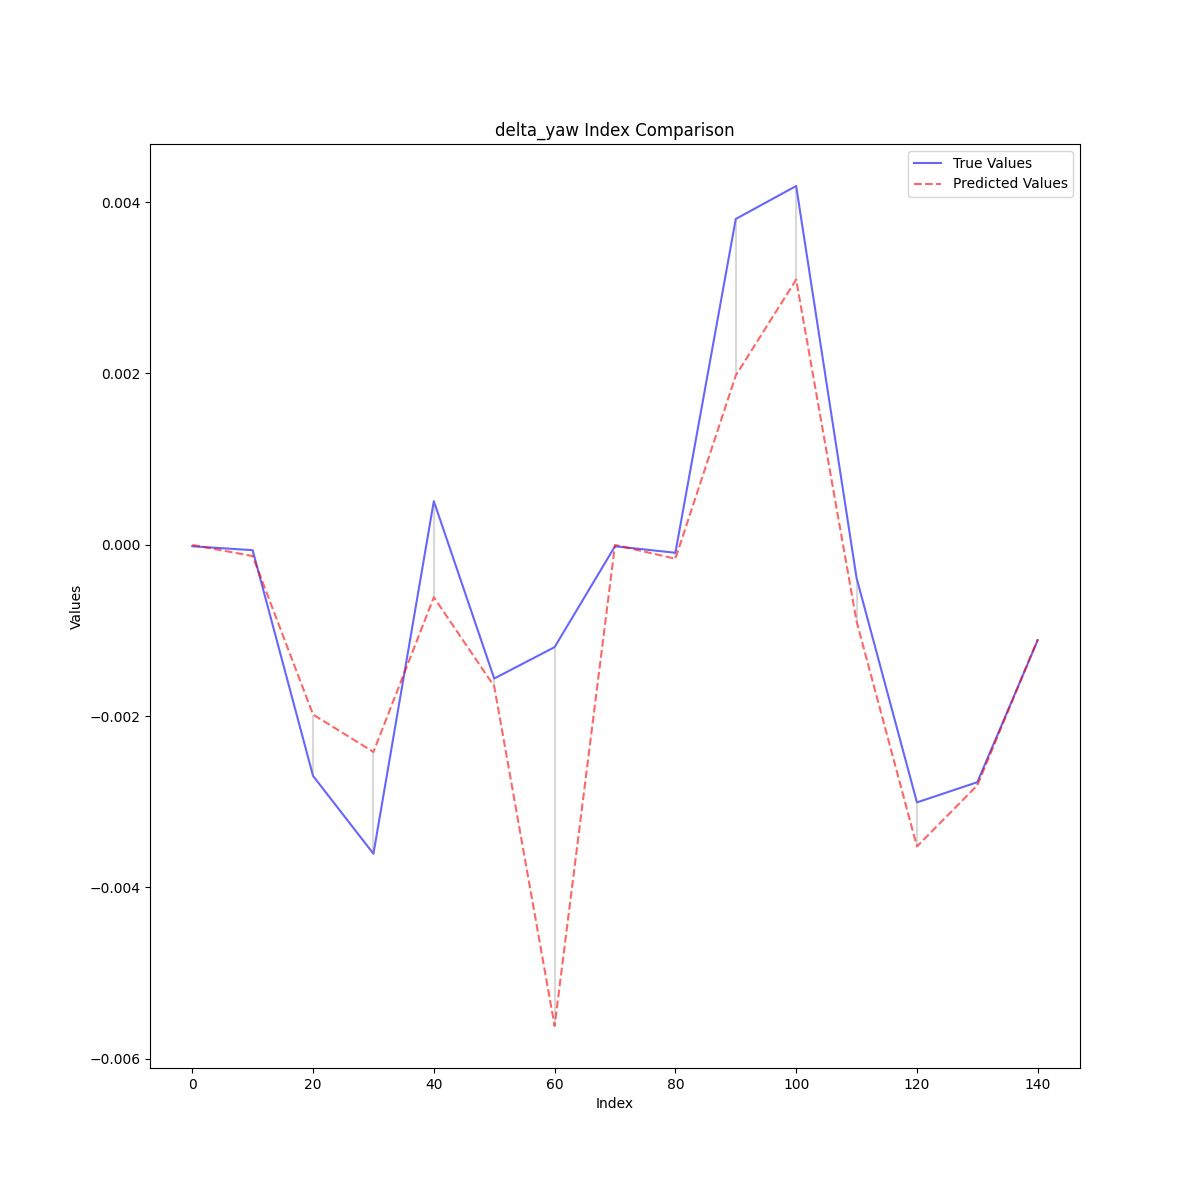 delta_yaw Index Comparison
True Values
Predicted Values
0.004
0.002
0.000
−0.002
−0.004
−0.006
Values
0 20 40 60 80 100 120 140
Index